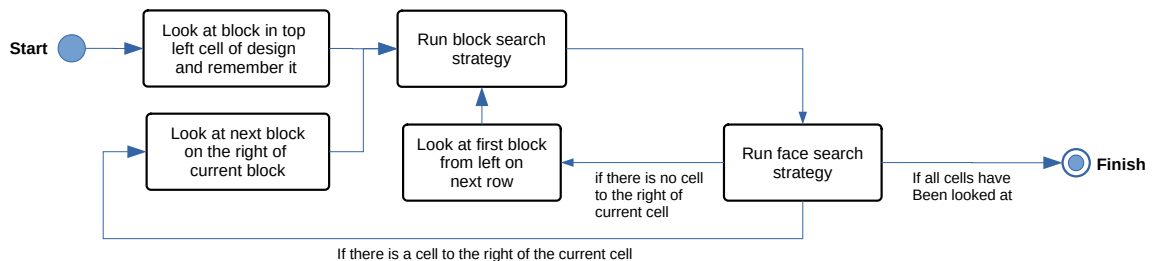 Start
Look at block in top
left cell of design
and remember it
Run block search
strategy
Look at next block
on the right of
current block
Look at first block
from left on
next row
if there is no cell
to the right of
current cell
Run face search
strategy
If all cells have
Been looked at
Finish
If there is a cell to the right of the current cell